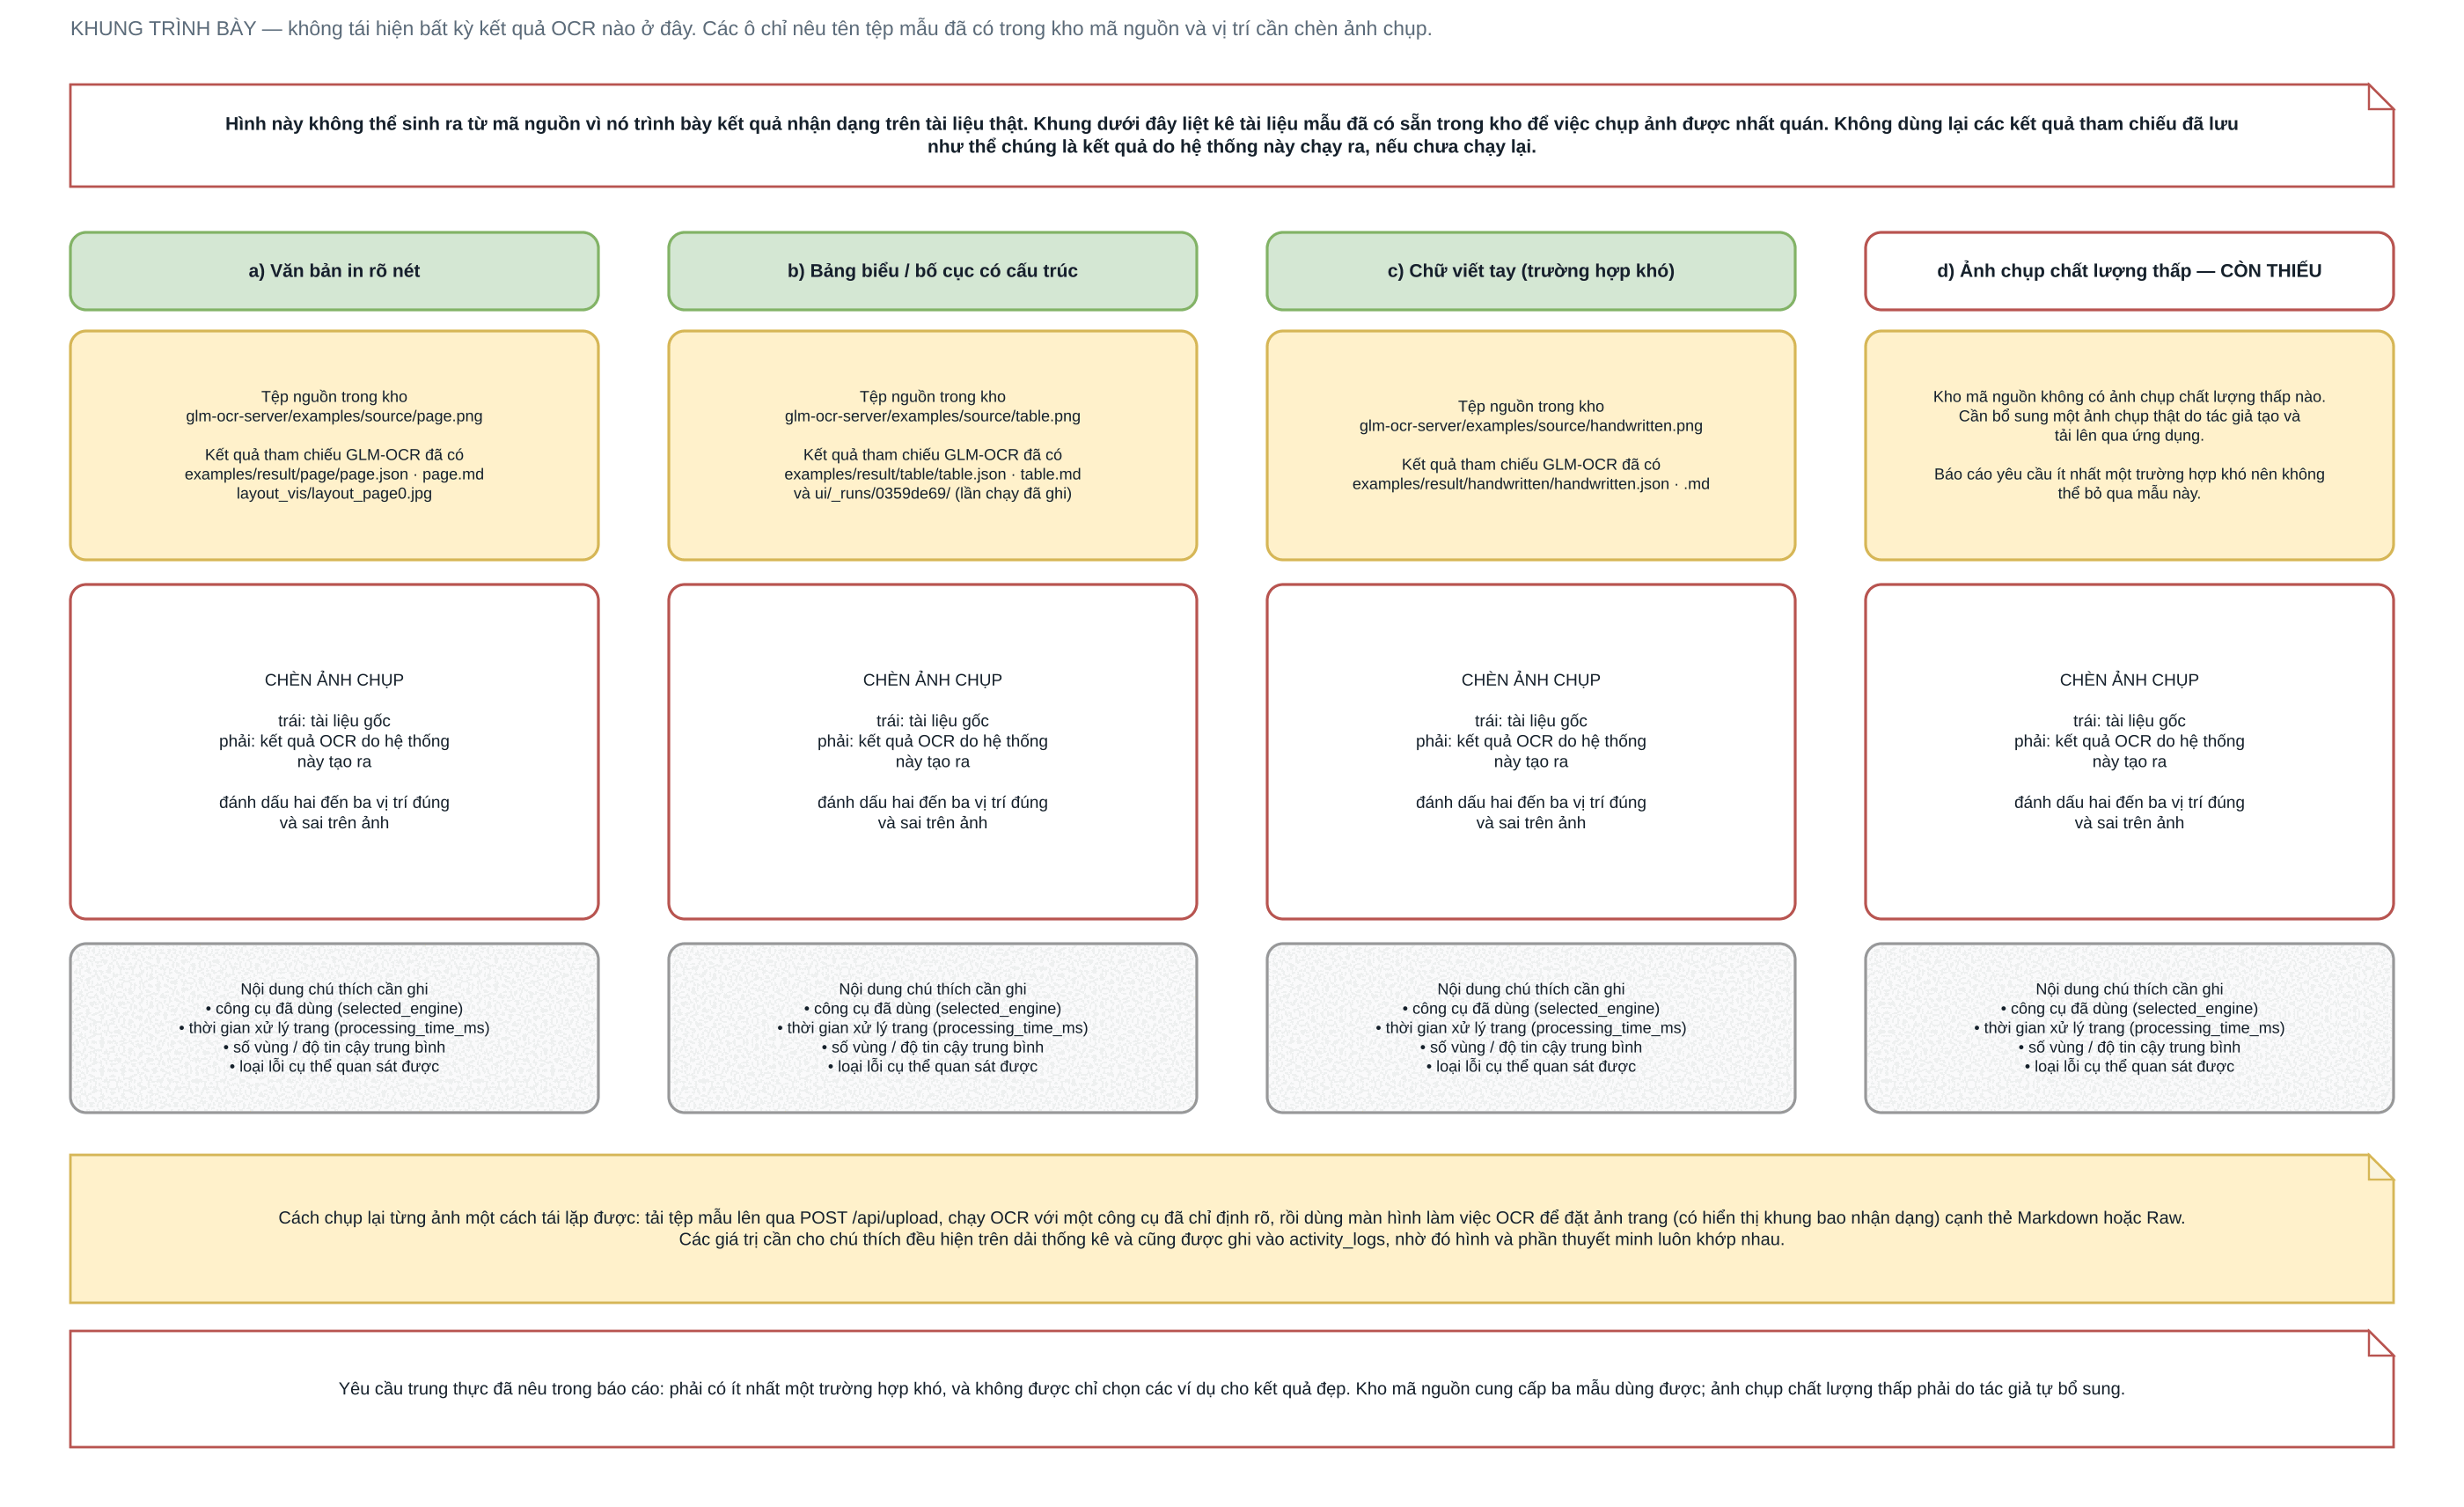 KHUNG TRÌNH BÀY — không tái hiện bất kỳ kết quả OCR nào ở đây. Các ô chỉ nêu tên tệp mẫu đã có trong kho mã nguồn và vị trí cần chèn ảnh chụp.
Hình này không thể sinh ra từ mã nguồn vì nó trình bày kết quả nhận dạng trên tài liệu thật. Khung dưới đây liệt kê tài liệu mẫu đã có sẵn trong kho để việc chụp ảnh được nhất quán. Không dùng lại các kết quả tham chiếu đã lưu
như thể chúng là kết quả do hệ thống này chạy ra, nếu chưa chạy lại.
a) Văn bản in rõ nét
Tệp nguồn trong kho
glm-ocr-server/examples/source/page.png
Kết quả tham chiếu GLM-OCR đã có
examples/result/page/page.json · page.md
layout_vis/layout_page0.jpg
CHÈN ẢNH CHỤP
trái: tài liệu gốc
phải: kết quả OCR do hệ thống
này tạo ra
đánh dấu hai đến ba vị trí đúng
và sai trên ảnh
Nội dung chú thích cần ghi
• công cụ đã dùng (selected_engine)
• thời gian xử lý trang (processing_time_ms)
• số vùng / độ tin cậy trung bình
• loại lỗi cụ thể quan sát được
b) Bảng biểu / bố cục có cấu trúc
Tệp nguồn trong kho
glm-ocr-server/examples/source/table.png
Kết quả tham chiếu GLM-OCR đã có
examples/result/table/table.json · table.md
và ui/_runs/0359de69/ (lần chạy đã ghi)
CHÈN ẢNH CHỤP
trái: tài liệu gốc
phải: kết quả OCR do hệ thống
này tạo ra
đánh dấu hai đến ba vị trí đúng
và sai trên ảnh
Nội dung chú thích cần ghi
• công cụ đã dùng (selected_engine)
• thời gian xử lý trang (processing_time_ms)
• số vùng / độ tin cậy trung bình
• loại lỗi cụ thể quan sát được
c) Chữ viết tay (trường hợp khó)
Tệp nguồn trong kho
glm-ocr-server/examples/source/handwritten.png
Kết quả tham chiếu GLM-OCR đã có
examples/result/handwritten/handwritten.json · .md
CHÈN ẢNH CHỤP
trái: tài liệu gốc
phải: kết quả OCR do hệ thống
này tạo ra
đánh dấu hai đến ba vị trí đúng
và sai trên ảnh
Nội dung chú thích cần ghi
• công cụ đã dùng (selected_engine)
• thời gian xử lý trang (processing_time_ms)
• số vùng / độ tin cậy trung bình
• loại lỗi cụ thể quan sát được
d) Ảnh chụp chất lượng thấp — CÒN THIẾU
Kho mã nguồn không có ảnh chụp chất lượng thấp nào.
Cần bổ sung một ảnh chụp thật do tác giả tạo và
tải lên qua ứng dụng.
Báo cáo yêu cầu ít nhất một trường hợp khó nên không
thể bỏ qua mẫu này.
CHÈN ẢNH CHỤP
trái: tài liệu gốc
phải: kết quả OCR do hệ thống
này tạo ra
đánh dấu hai đến ba vị trí đúng
và sai trên ảnh
Nội dung chú thích cần ghi
• công cụ đã dùng (selected_engine)
• thời gian xử lý trang (processing_time_ms)
• số vùng / độ tin cậy trung bình
• loại lỗi cụ thể quan sát được
Cách chụp lại từng ảnh một cách tái lặp được: tải tệp mẫu lên qua POST /api/upload, chạy OCR với một công cụ đã chỉ định rõ, rồi dùng màn hình làm việc OCR để đặt ảnh trang (có hiển thị khung bao nhận dạng) cạnh thẻ Markdown hoặc Raw.
Các giá trị cần cho chú thích đều hiện trên dải thống kê và cũng được ghi vào activity_logs, nhờ đó hình và phần thuyết minh luôn khớp nhau.
Yêu cầu trung thực đã nêu trong báo cáo: phải có ít nhất một trường hợp khó, và không được chỉ chọn các ví dụ cho kết quả đẹp. Kho mã nguồn cung cấp ba mẫu dùng được; ảnh chụp chất lượng thấp phải do tác giả tự bổ sung.